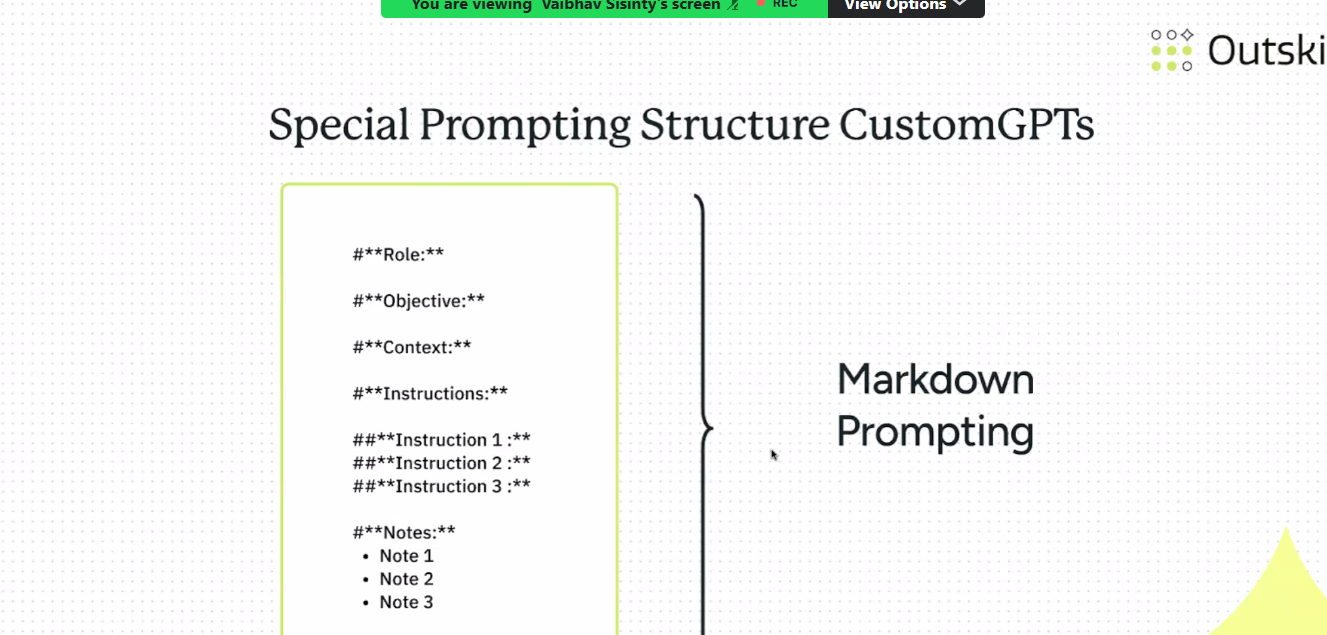 You are viewing Vaibhav Sisinty's screen
REC
View Options
Outski
Special Prompting Structure CustomGPTs
#**Role:**
#**Objective:**
#**Context:**
#**Instructions:**
##**Instruction 1 :**
##**Instruction 2 :**
##**Instruction 3 :**
#**Notes:**
• Note 1
• Note 2
• Note 3
Markdown
Prompting